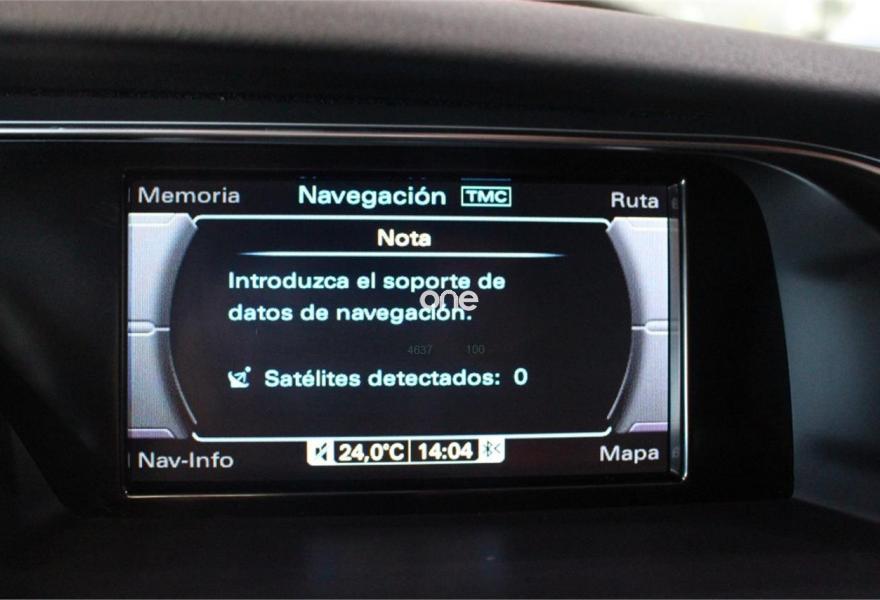 Memoria Navegación TMC Ruta
Nota
Introduzca el soporte de
datos de navegación.
one
4637 100
Satélites detectados: 0
Nav-Info 24,0°C 14:04 Mapa